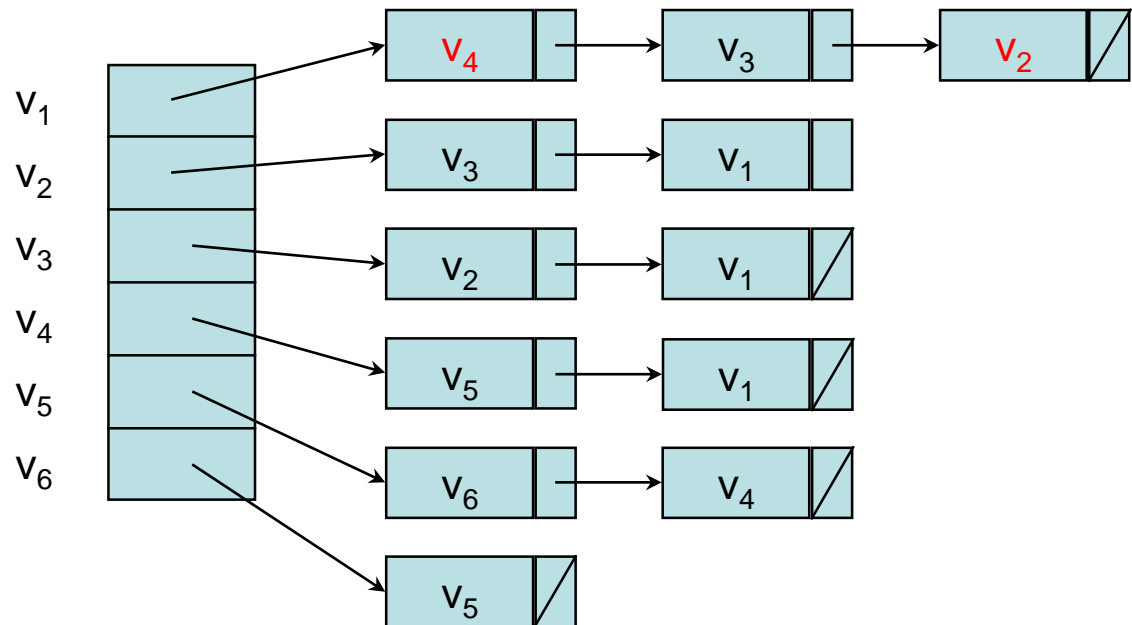 v₄ v₃ v₂
v₁
v₂ v₃ v₁
v₃ v₂ v₁
v₄ v₅ v₁
v₅ v₆ v₄
v₆
v₅